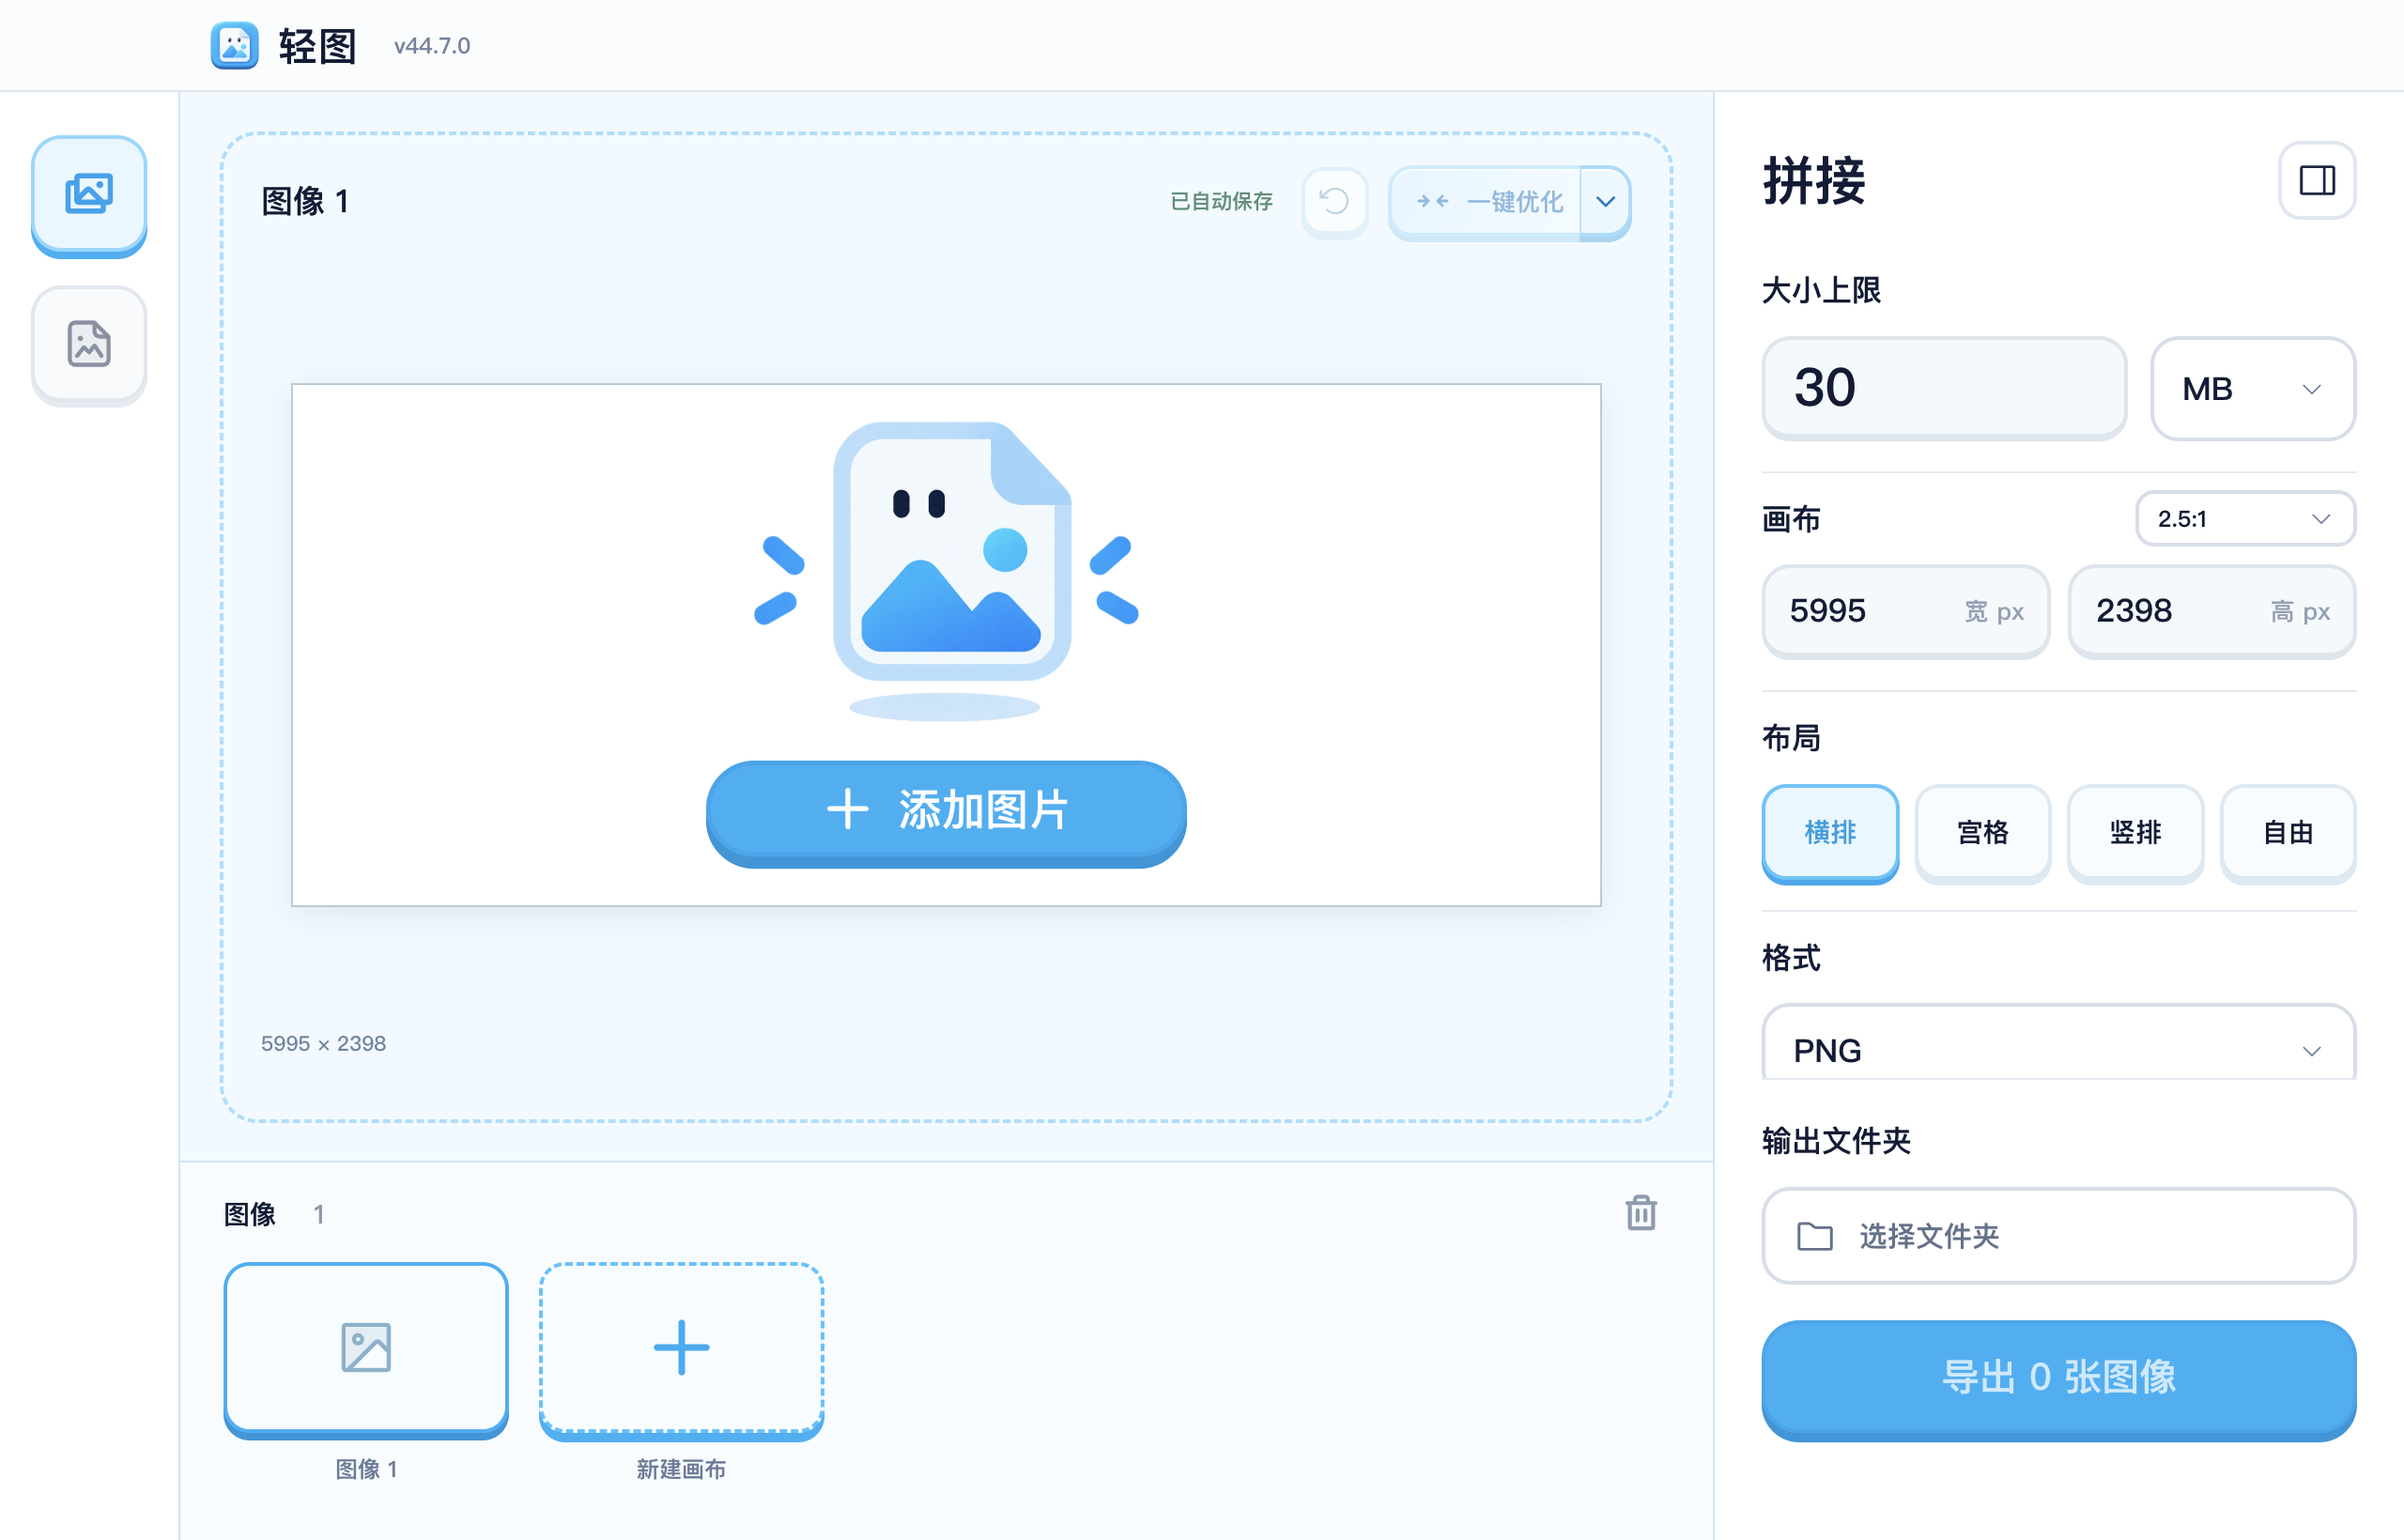 轻图 v44.7.0
图像 1
已自动保存
一键优化
添加图片
5995 × 2398
图像 1
图像 1
新建画布
拼接
大小上限
30
MB
画布
2.5:1
5995 宽 px
2398 高 px
布局
横排
宫格
竖排
自由
格式
PNG
输出文件夹
选择文件夹
导出 0 张图像